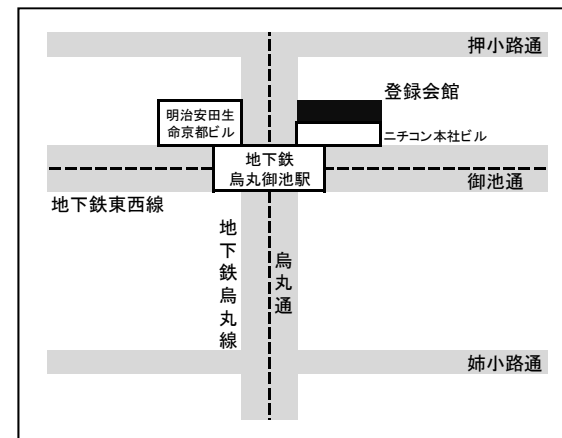 押小路通
登録会館
明治安田生
命京都ビル
ニチコン本社ビル
地下鉄
烏丸御池駅
御池通
地下鉄東西線
地下鉄烏丸線
烏丸通
姉小路通